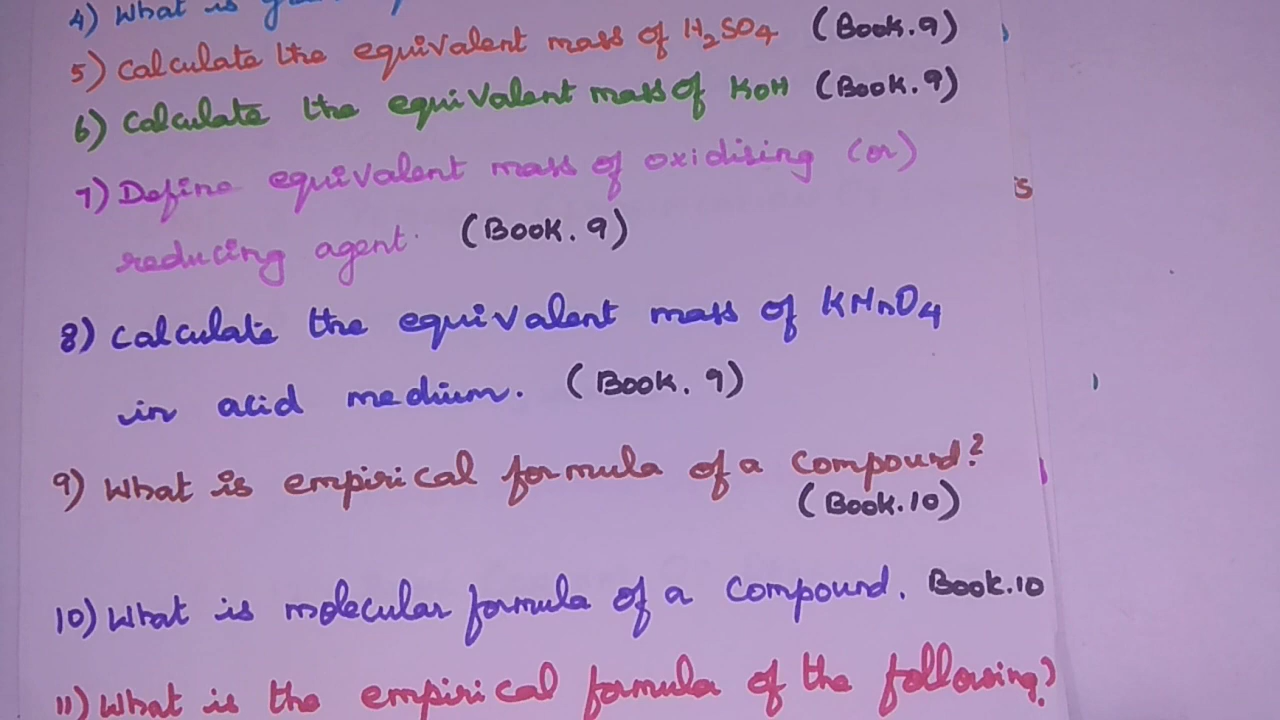 4) What is
5) Calculate the equivalent mass of H₂SO₄ (Book.9)
6) Calculate the equivalent mass of KOH (Book.9)
7) Define equivalent mass of oxidising (or)
reducing agent. (Book.9)
8) Calculate the equivalent mass of KMnO₄
in acid medium. (Book.9)
9) What is empirical formula of a compound?
(Book.10)
10) What is molecular formula of a compound. Book.10
11) What is the empirical formula of the following?